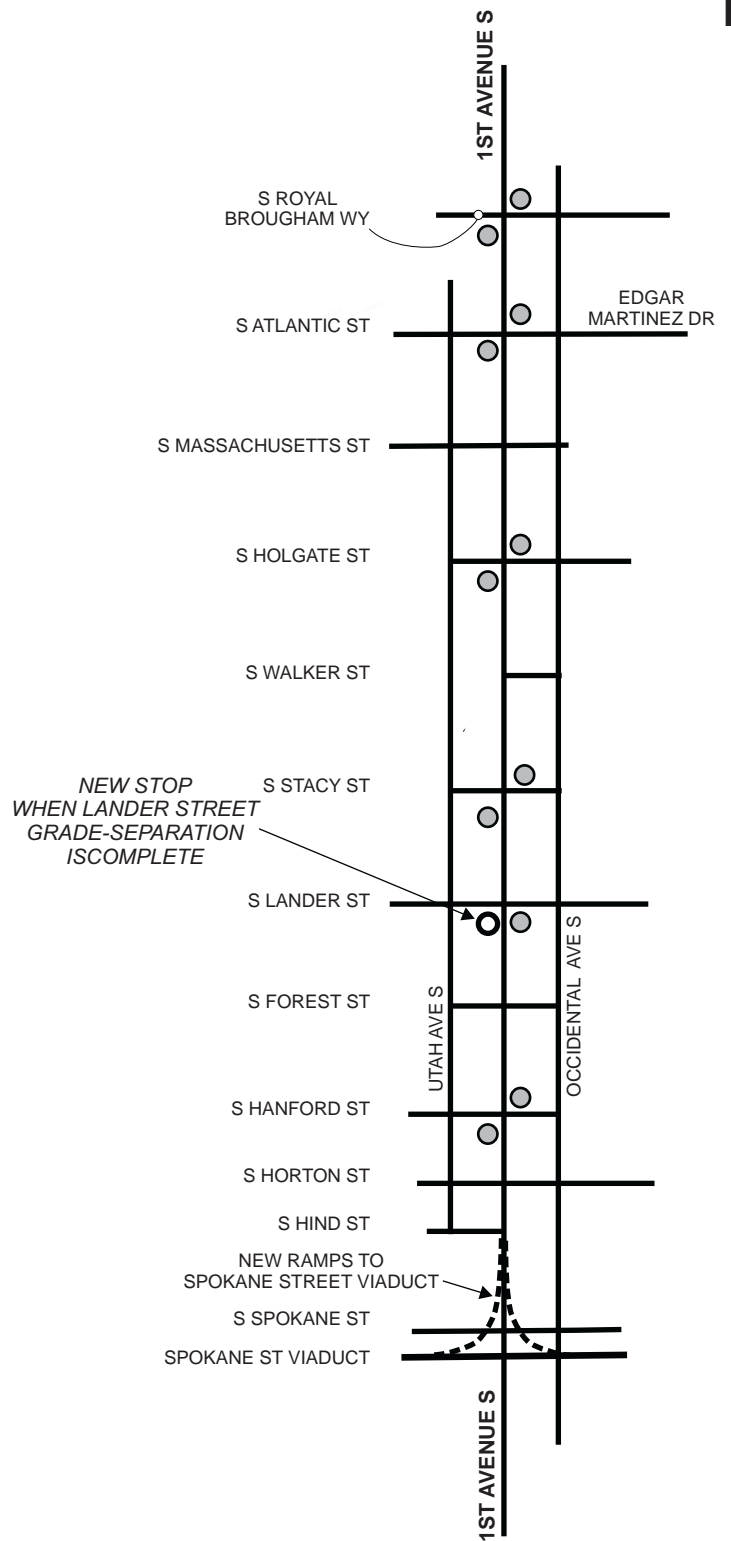 1ST AVENUE S
S ROYAL
BROUGHAM WY
EDGAR
MARTINEZ DR
S ATLANTIC ST
S MASSACHUSETTS ST
S HOLGATE ST
S WALKER ST
NEW STOP
WHEN LANDER STREET
GRADE-SEPARATION
ISCOMPLETE
S STACY ST
S LANDER ST
S FOREST ST
UTAH AVE S
OCCIDENTAL AVE S
S HANFORD ST
S HORTON ST
S HIND ST
NEW RAMPS TO
SPOKANE STREET VIADUCT
S SPOKANE ST
SPOKANE ST VIADUCT
1ST AVENUE S